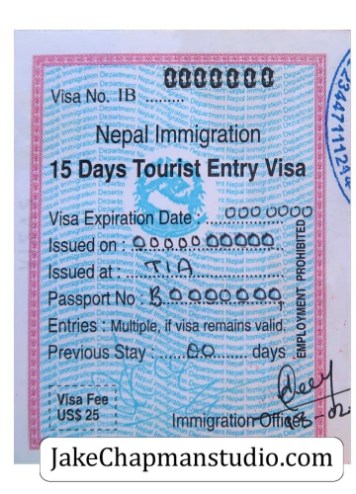 0000000
Visa No. IB .........
Nepal Immigration
15 Days Tourist Entry Visa
Visa Expiration Date : .... 000 0000
Issued on : 00000 00000
Issued at : TIA
Passport No : B 0000000
Entries : Multiple, if visa remains valid.
Previous Stay : ...... 00 ........ days
EMPLOYMENT PROHIBITED
Visa Fee
US$ 25
Immigration Officer
JakeChapmanstudio.com